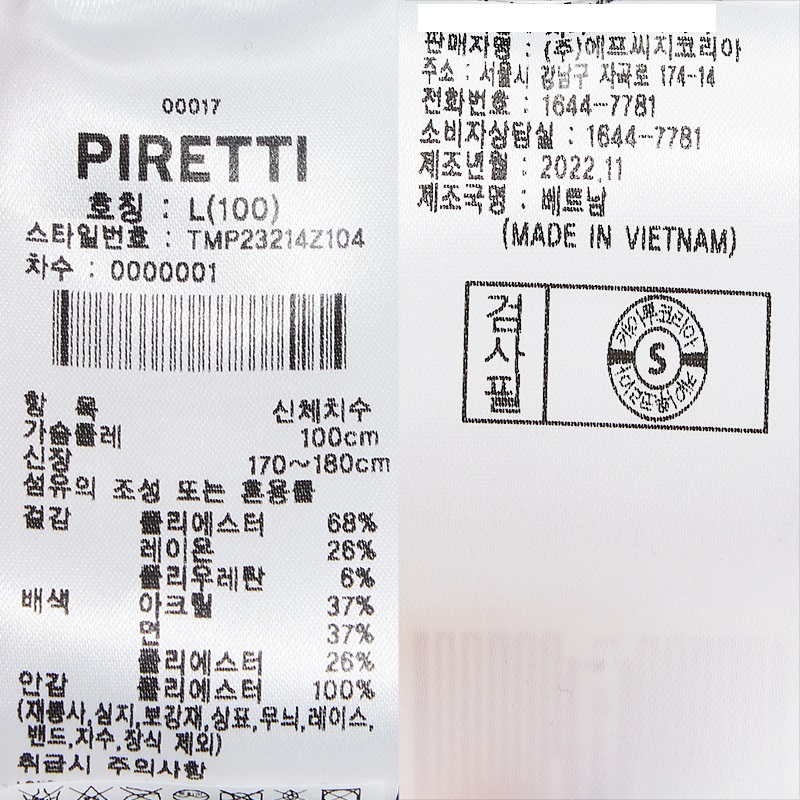 00017
PIRETTI
호칭 : L(100)
스타일번호 : TMP23214Z104
차수 : 0000001
항 목 신체치수
가슴둘레 100cm
신장 170~180cm
섬유의 조성 또는 혼용률
겉감 폴리에스터 68%
레이온 26%
폴리우레탄 6%
배색 아크릴 37%
면 37%
폴리에스터 26%
안감 폴리에스터 100%
(재봉사,심지,보강재,상표,무늬,레이스,
밴드,자수,장식 제외)
취급시 주의사항
판매자명 : (주)에프씨지코리아
주소 : 서울시 강남구 자곡로 174-14
전화번호 : 1644-7781
소비자상담실 : 1644-7781
제조년월 : 2022.11
제조국명 : 베트남
(MADE IN VIETNAM)
검사필
S